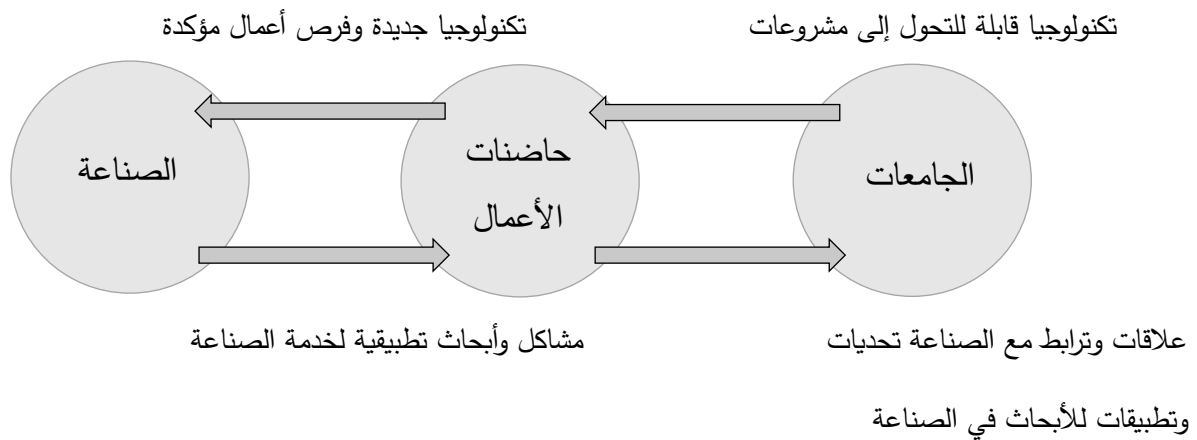 تكنولوجيا قابلة للتحول إلى مشروعات
تكنولوجيا جديدة وفرص أعمال مؤكدة
الجامعات
حاضنات
الأعمال
الصناعة
علاقات وترابط مع الصناعة تحديات
وتطبيقات للأبحاث في الصناعة
مشاكل وأبحاث تطبيقية لخدمة الصناعة